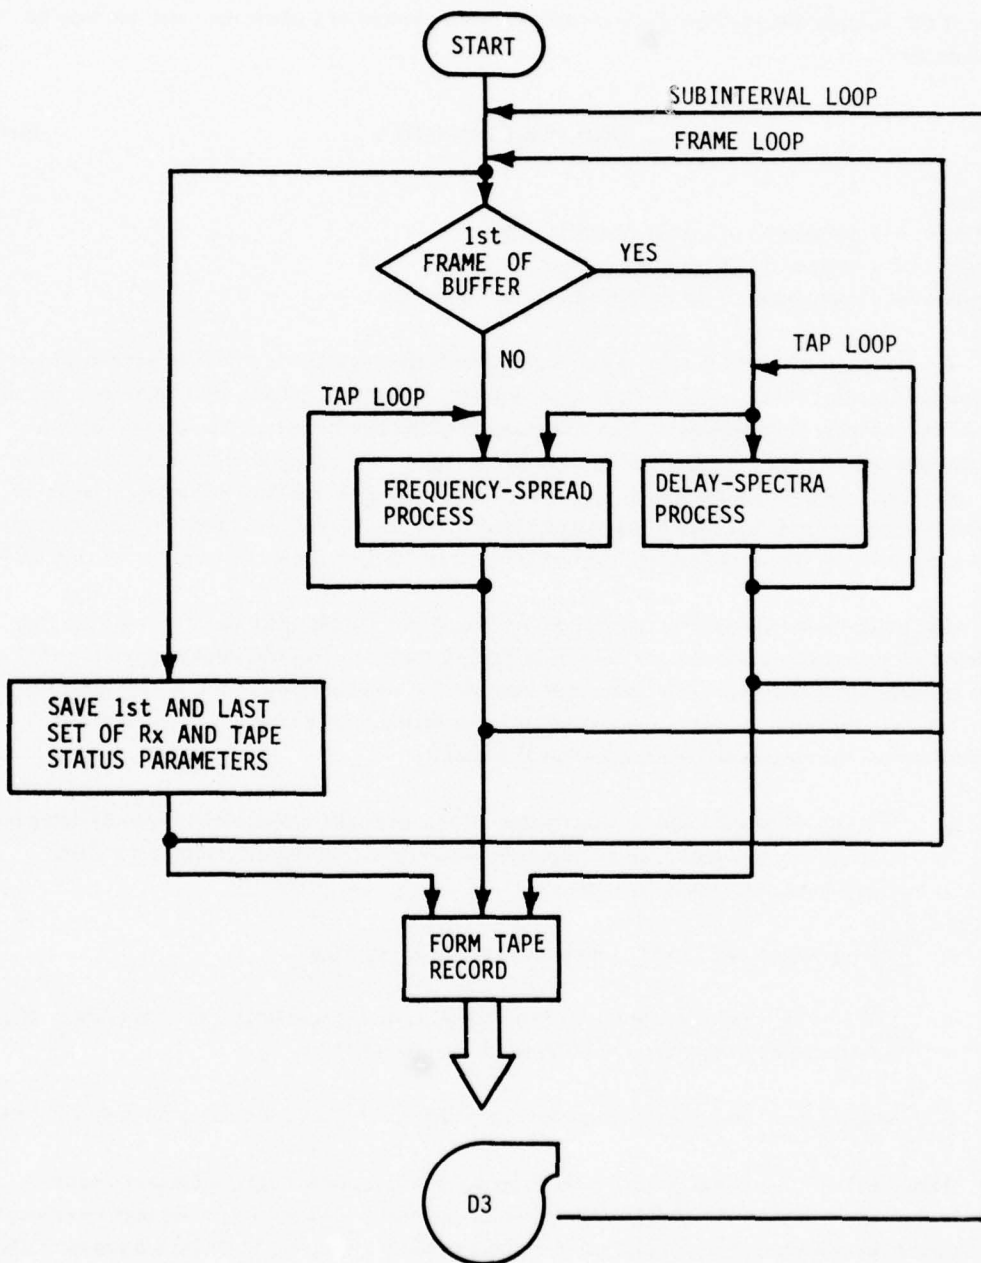 START
SUBINTERVAL LOOP
FRAME LOOP
1st
FRAME OF
BUFFER
YES
NO
TAP LOOP
TAP LOOP
FREQUENCY-SPREAD
PROCESS
DELAY-SPECTRA
PROCESS
SAVE 1st AND LAST
SET OF Rx AND TAPE
STATUS PARAMETERS
FORM TAPE
RECORD
D3